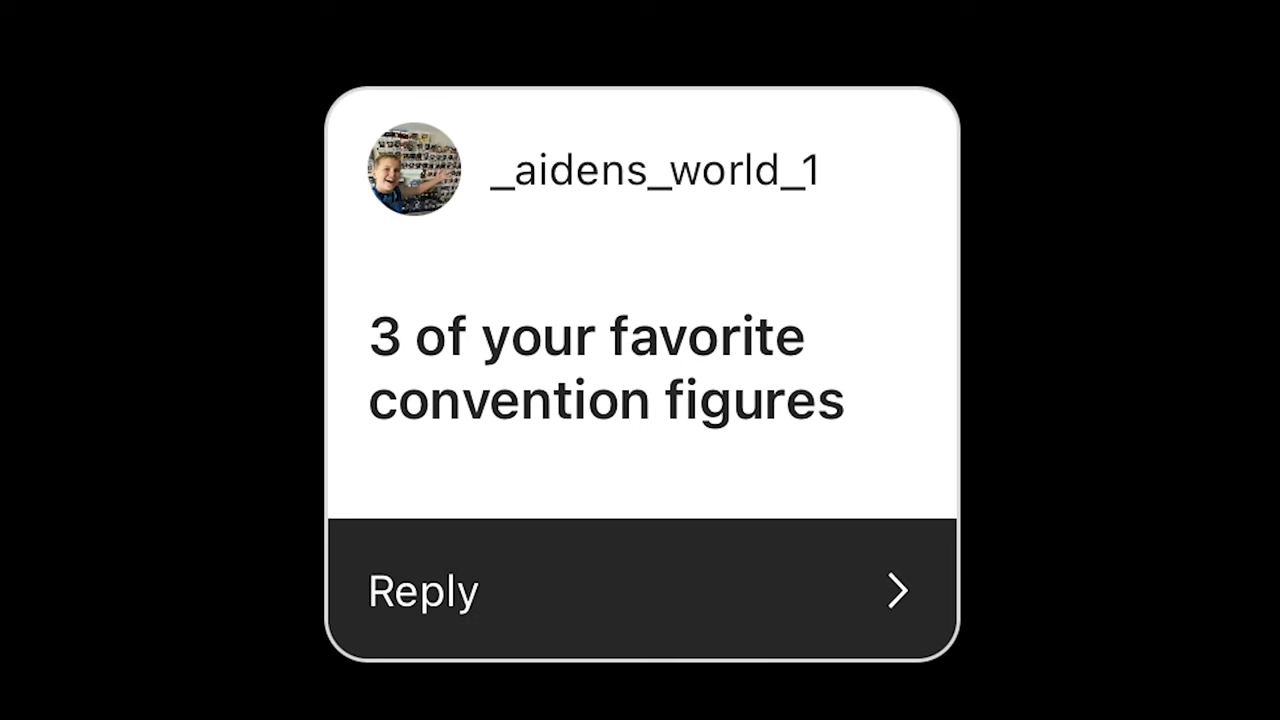 _aidens_world_1
3 of your favorite
convention figures
Reply